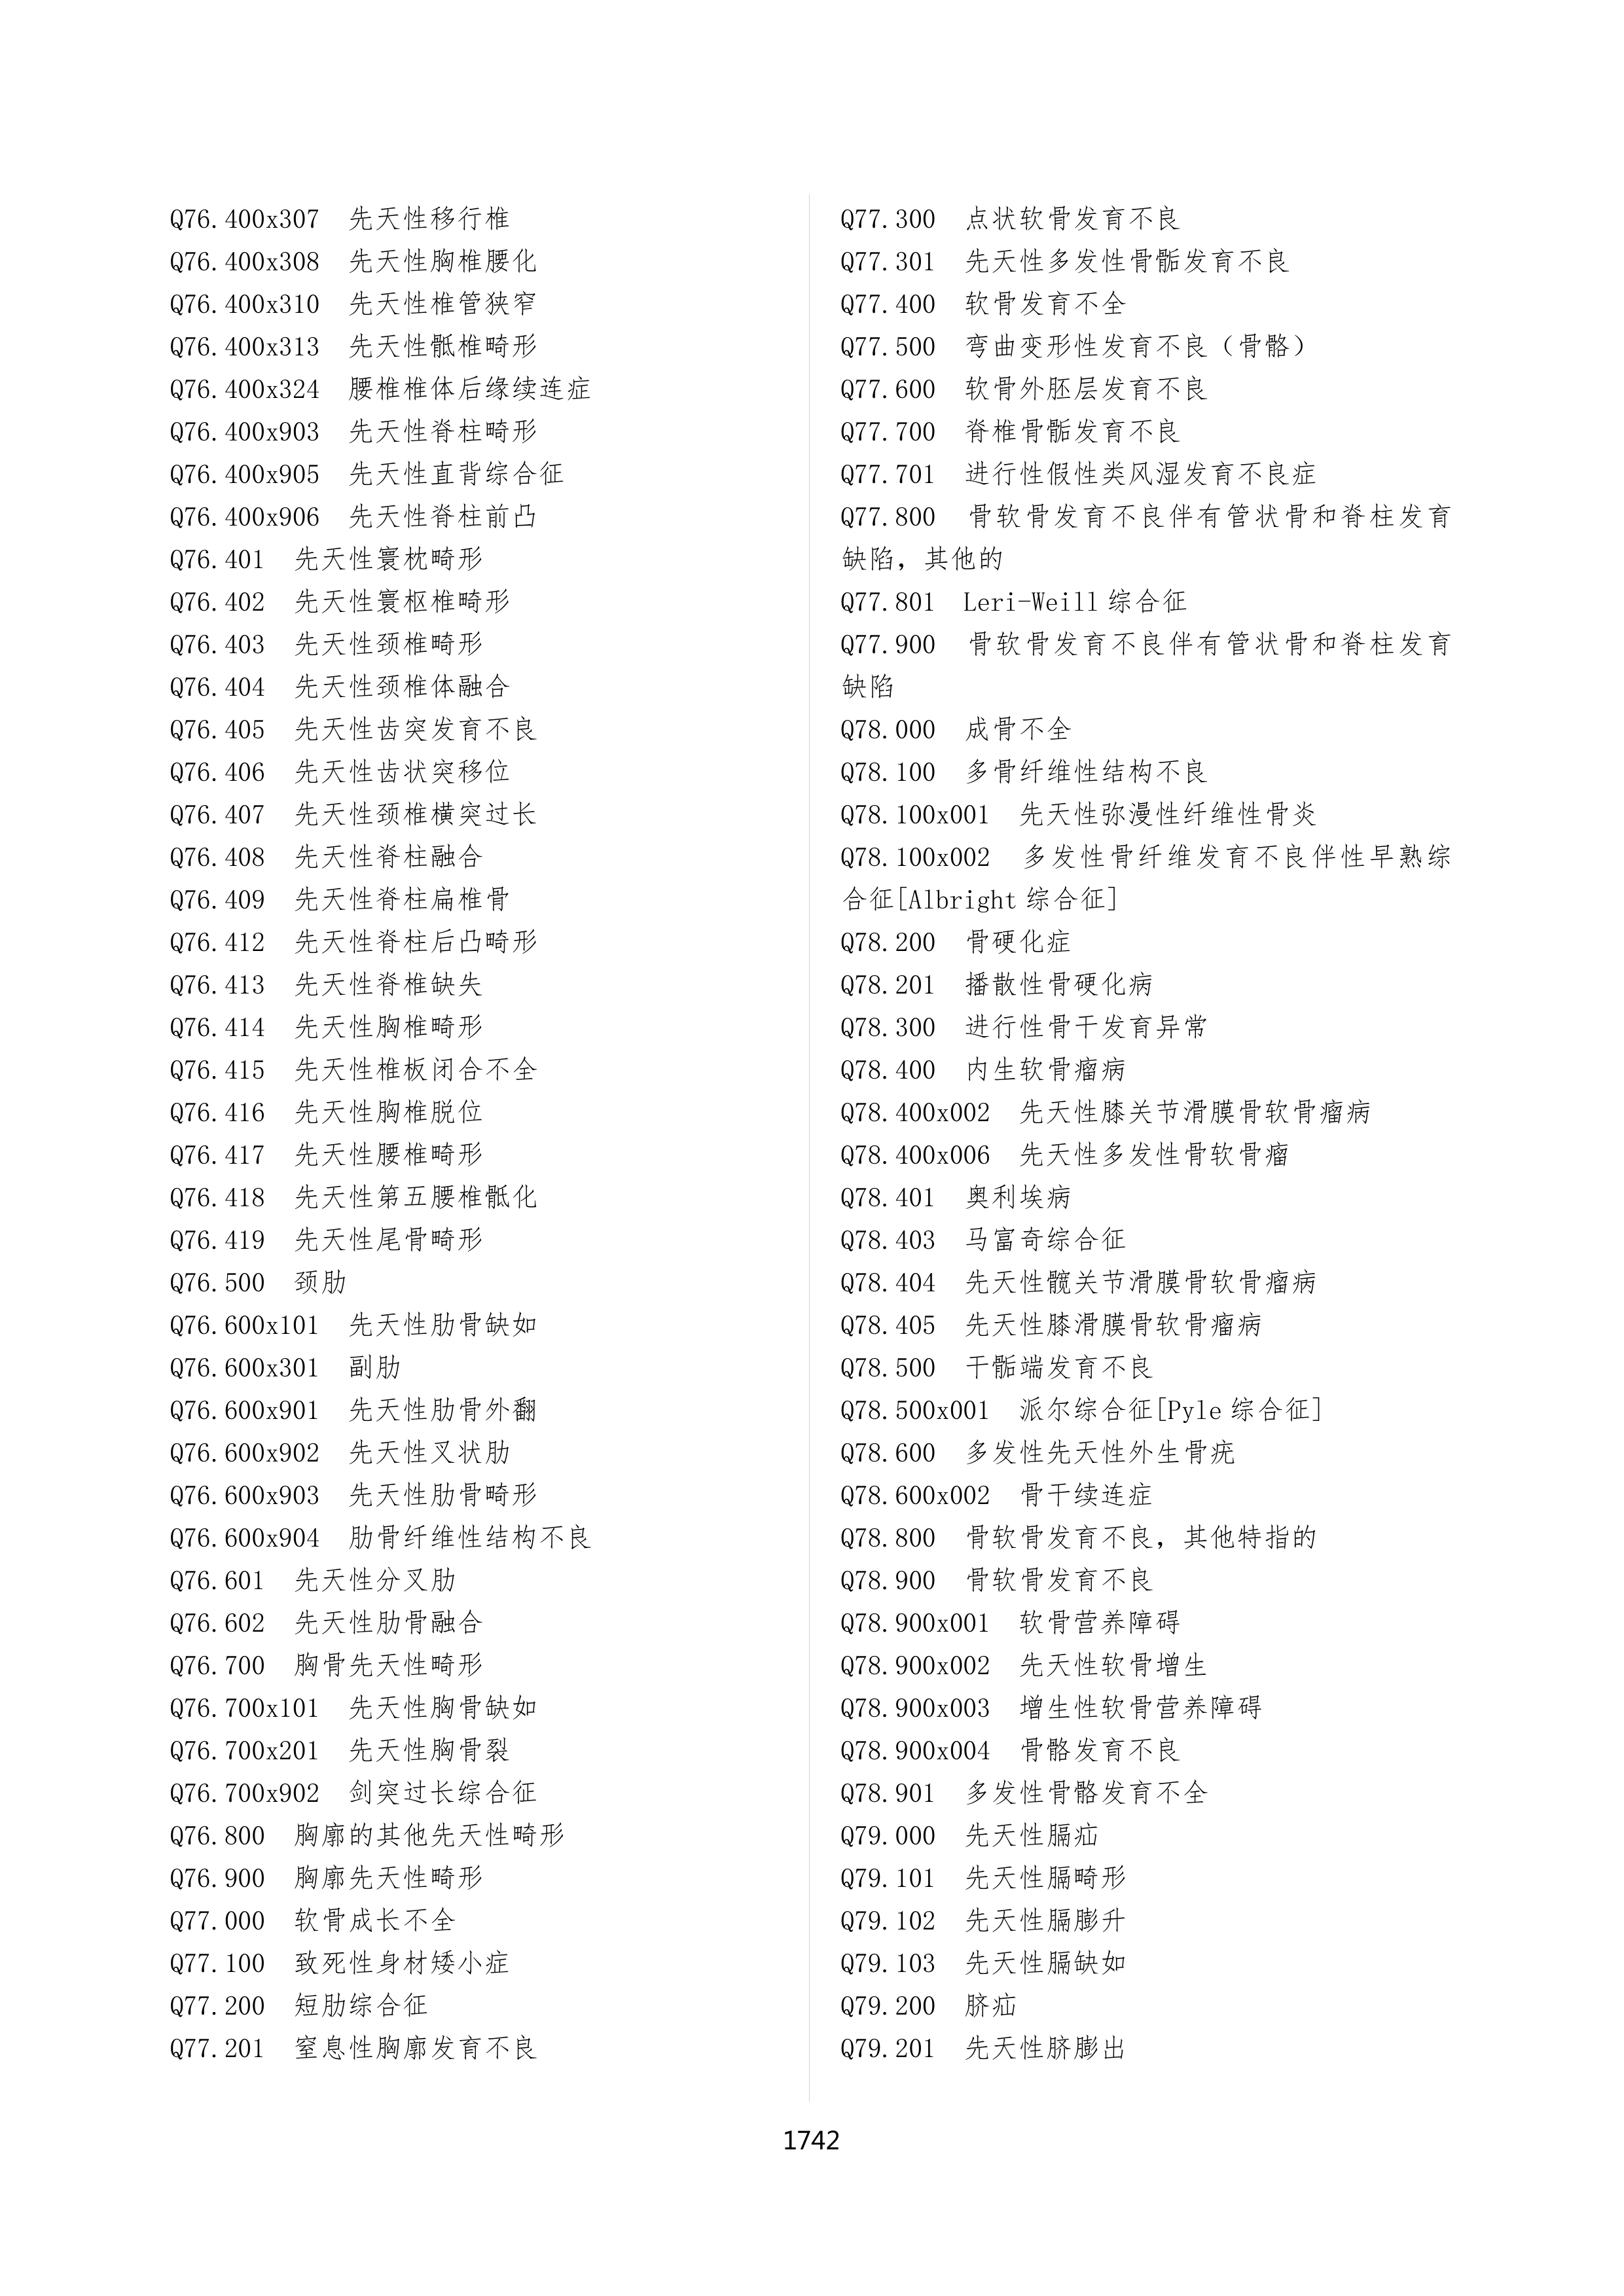 Q76.400x307 先天性移行椎
Q76.400x308 先天性胸椎腰化
Q76.400x310 先天性椎管狭窄
Q76.400x313 先天性骶椎畸形
Q76.400x324 腰椎椎体后缘续连症
Q76.400x903 先天性脊柱畸形
Q76.400x905 先天性直背综合征
Q76.400x906 先天性脊柱前凸
Q76.401 先天性寰枕畸形
Q76.402 先天性寰枢椎畸形
Q76.403 先天性颈椎畸形
Q76.404 先天性颈椎体融合
Q76.405 先天性齿突发育不良
Q76.406 先天性齿状突移位
Q76.407 先天性颈椎横突过长
Q76.408 先天性脊柱融合
Q76.409 先天性脊柱扁椎骨
Q76.412 先天性脊柱后凸畸形
Q76.413 先天性脊椎缺失
Q76.414 先天性胸椎畸形
Q76.415 先天性椎板闭合不全
Q76.416 先天性胸椎脱位
Q76.417 先天性腰椎畸形
Q76.418 先天性第五腰椎骶化
Q76.419 先天性尾骨畸形
Q76.500 颈肋
Q76.600x101 先天性肋骨缺如
Q76.600x301 副肋
Q76.600x901 先天性肋骨外翻
Q76.600x902 先天性叉状肋
Q76.600x903 先天性肋骨畸形
Q76.600x904 肋骨纤维性结构不良
Q76.601 先天性分叉肋
Q76.602 先天性肋骨融合
Q76.700 胸骨先天性畸形
Q76.700x101 先天性胸骨缺如
Q76.700x201 先天性胸骨裂
Q76.700x902 剑突过长综合征
Q76.800 胸廓的其他先天性畸形
Q76.900 胸廓先天性畸形
Q77.000 软骨成长不全
Q77.100 致死性身材矮小症
Q77.200 短肋综合征
Q77.201 窒息性胸廓发育不良
Q77.300 点状软骨发育不良
Q77.301 先天性多发性骨骺发育不良
Q77.400 软骨发育不全
Q77.500 弯曲变形性发育不良（骨骼）
Q77.600 软骨外胚层发育不良
Q77.700 脊椎骨骺发育不良
Q77.701 进行性假性类风湿发育不良症
Q77.800 骨软骨发育不良伴有管状骨和脊柱发育
缺陷，其他的
Q77.801 Leri-Weill 综合征
Q77.900 骨软骨发育不良伴有管状骨和脊柱发育
缺陷
Q78.000 成骨不全
Q78.100 多骨纤维性结构不良
Q78.100x001 先天性弥漫性纤维性骨炎
Q78.100x002 多发性骨纤维发育不良伴性早熟综
合征[Albright 综合征]
Q78.200 骨硬化症
Q78.201 播散性骨硬化病
Q78.300 进行性骨干发育异常
Q78.400 内生软骨瘤病
Q78.400x002 先天性膝关节滑膜骨软骨瘤病
Q78.400x006 先天性多发性骨软骨瘤
Q78.401 奥利埃病
Q78.403 马富奇综合征
Q78.404 先天性髋关节滑膜骨软骨瘤病
Q78.405 先天性膝滑膜骨软骨瘤病
Q78.500 干骺端发育不良
Q78.500x001 派尔综合征[Pyle 综合征]
Q78.600 多发性先天性外生骨疣
Q78.600x002 骨干续连症
Q78.800 骨软骨发育不良，其他特指的
Q78.900 骨软骨发育不良
Q78.900x001 软骨营养障碍
Q78.900x002 先天性软骨增生
Q78.900x003 增生性软骨营养障碍
Q78.900x004 骨骼发育不良
Q78.901 多发性骨骼发育不全
Q79.000 先天性膈疝
Q79.101 先天性膈畸形
Q79.102 先天性膈膨升
Q79.103 先天性膈缺如
Q79.200 脐疝
Q79.201 先天性脐膨出
1742